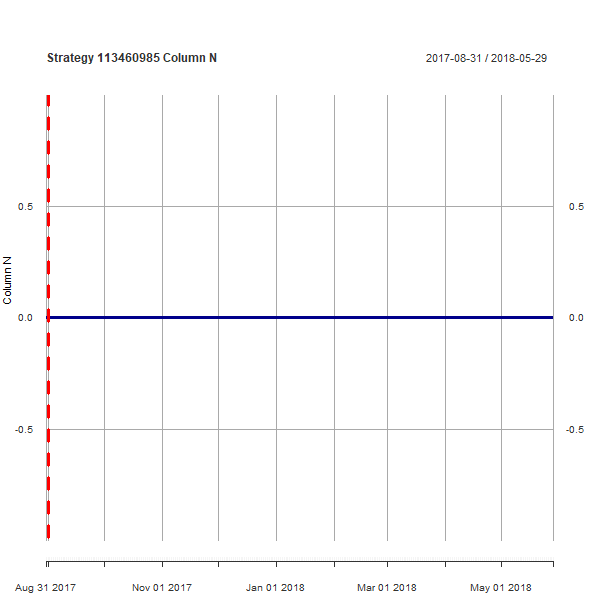 Strategy 113460985 Column N
2017-08-31 / 2018-05-29
0.5
0.5
Column N
0.0
0.0
-0.5
-0.5
Aug 31 2017
Nov 01 2017
Jan 01 2018
Mar 01 2018
May 01 2018